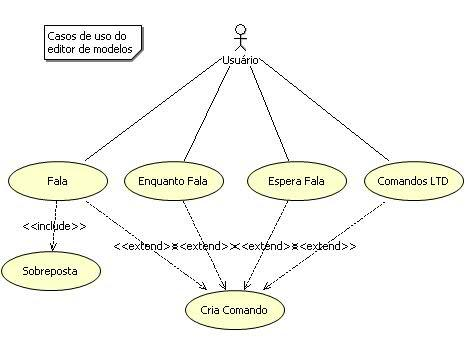 Casos de uso do
editor de modelos
Usuário
Fala
Enquanto Fala
Espera Fala
Comandos LTD
<<include>>
<<extend>>
<<extend>>
<<extend>>
<<extend>>
Sobreposta
Cria Comando